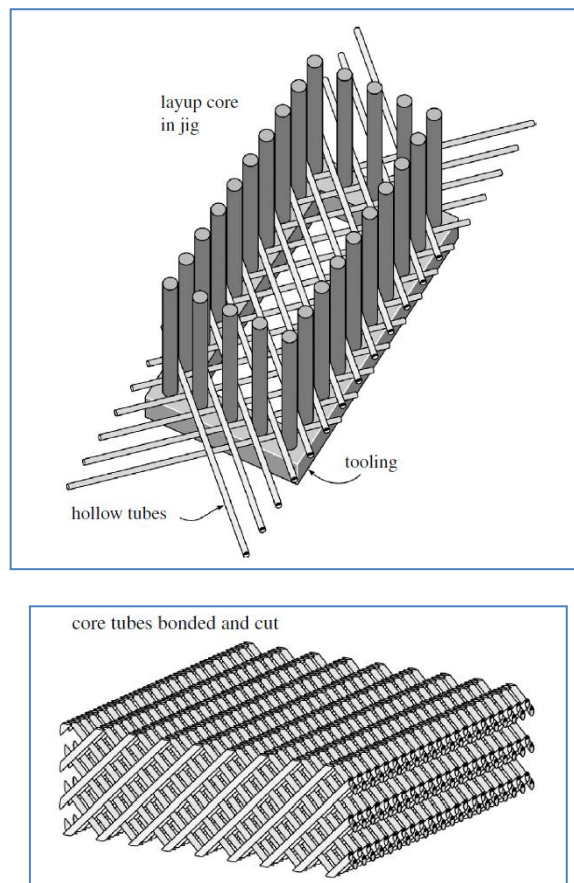 layup core
in jig
tooling
hollow tubes
core tubes bonded and cut